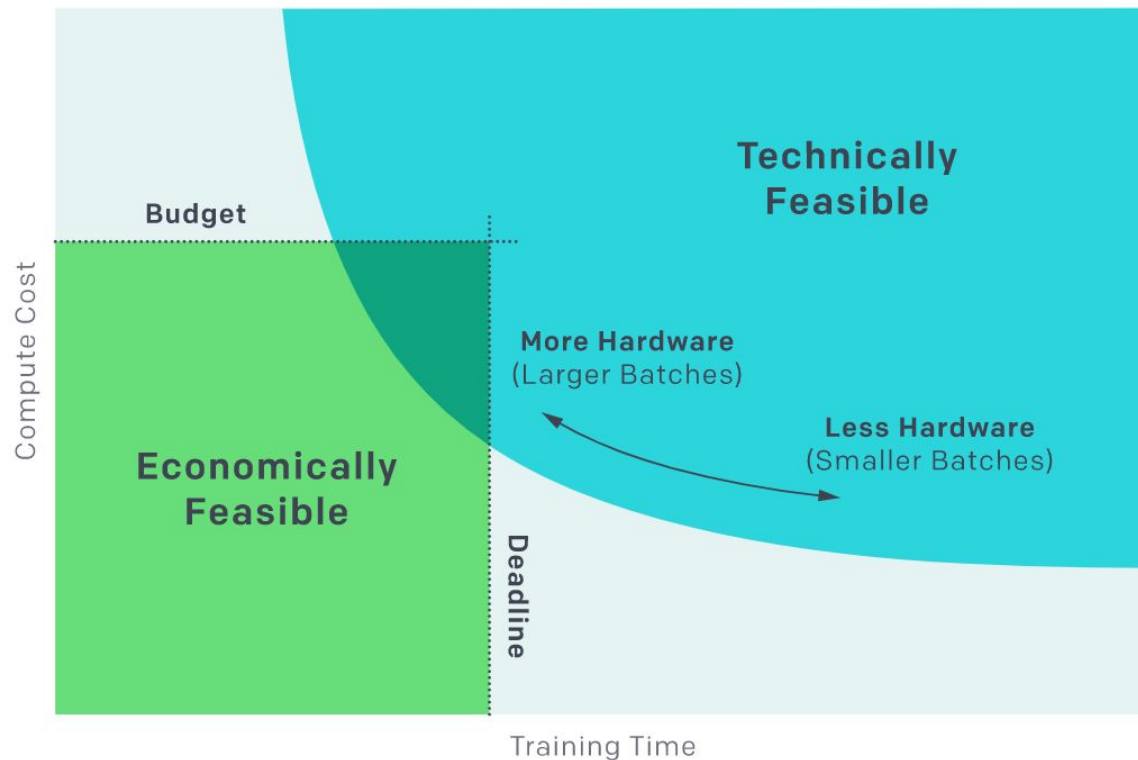 Technically
Feasible
Budget
Compute Cost
More Hardware
(Larger Batches)
Less Hardware
(Smaller Batches)
Economically
Feasible
Deadline
Training Time